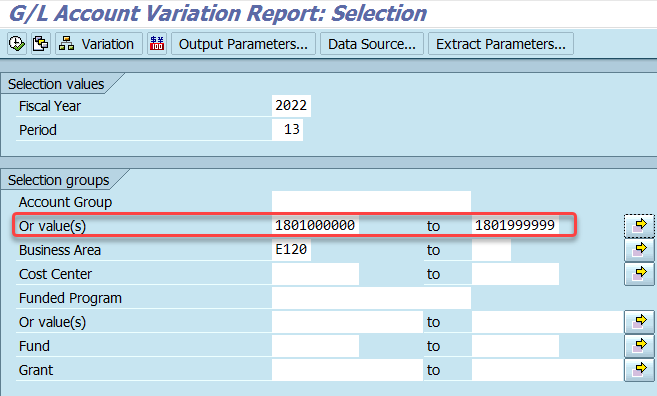 G/L Account Variation Report: Selection
Variation Output Parameters... Data Source... Extract Parameters...
Selection values
Fiscal Year 2022
Period 13
Selection groups
Account Group
Or value(s) 1801000000 to 1801999999
Business Area E120 to
Cost Center to
Funded Program
Or value(s) to
Fund to
Grant to